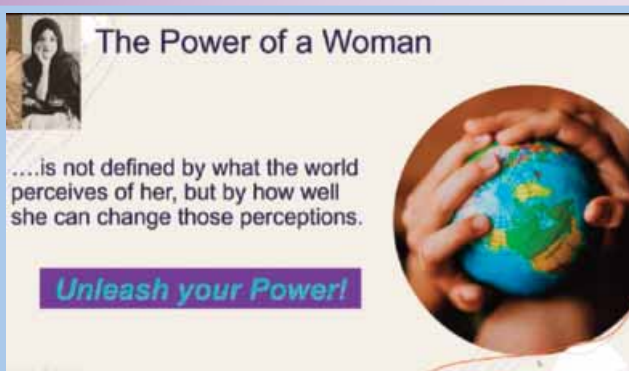 The Power of a Woman
....is not defined by what the world
perceives of her, but by how well
she can change those perceptions.
Unleash your Power!